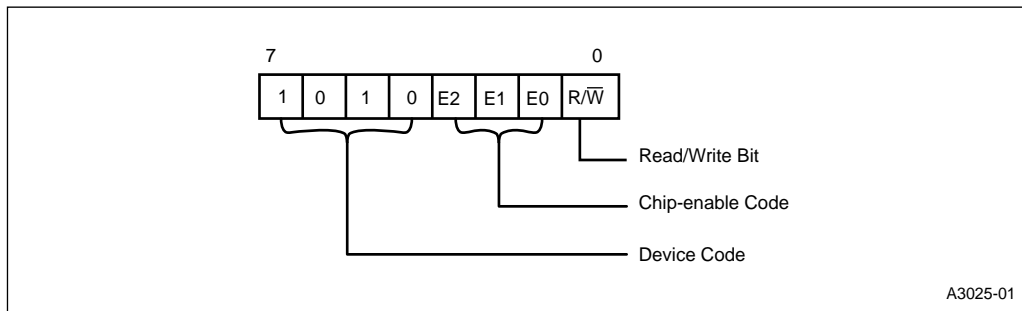 7 0
1 0 1 0 E2 E1 E0 R/W̅
Read/Write Bit
Chip-enable Code
Device Code
A3025-01